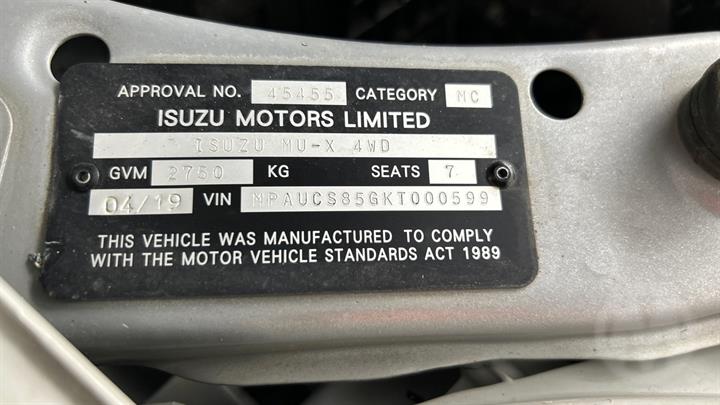 APPROVAL NO. 45455 CATEGORY MC
ISUZU MOTORS LIMITED
ISUZU MU-X 4WD
GVM 2750 KG SEATS 7
04/19 VIN MPAUCS85GKT000599
THIS VEHICLE WAS MANUFACTURED TO COMPLY
WITH THE MOTOR VEHICLE STANDARDS ACT 1989